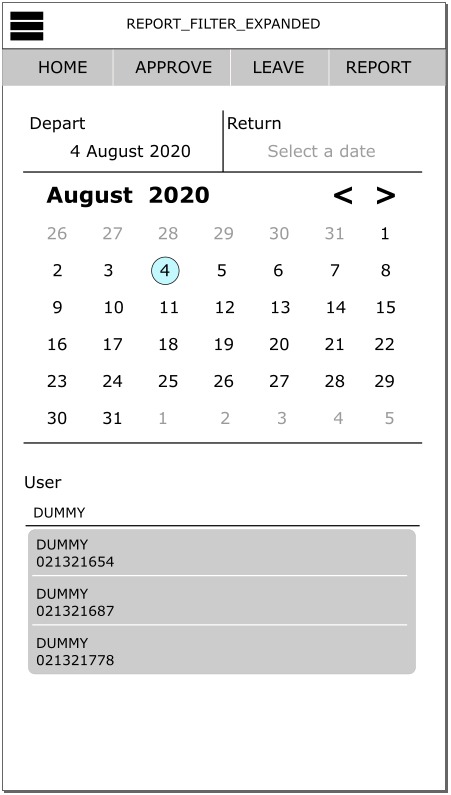 REPORT_FILTER_EXPANDED
HOME APPROVE LEAVE REPORT
Depart Return
4 August 2020 Select a date
August 2020 < >
26 27 28 29 30 31 1
2 3 4 5 6 7 8
9 10 11 12 13 14 15
16 17 18 19 20 21 22
23 24 25 26 27 28 29
30 31 1 2 3 4 5
User
DUMMY
DUMMY
021321654
DUMMY
021321687
DUMMY
021321778